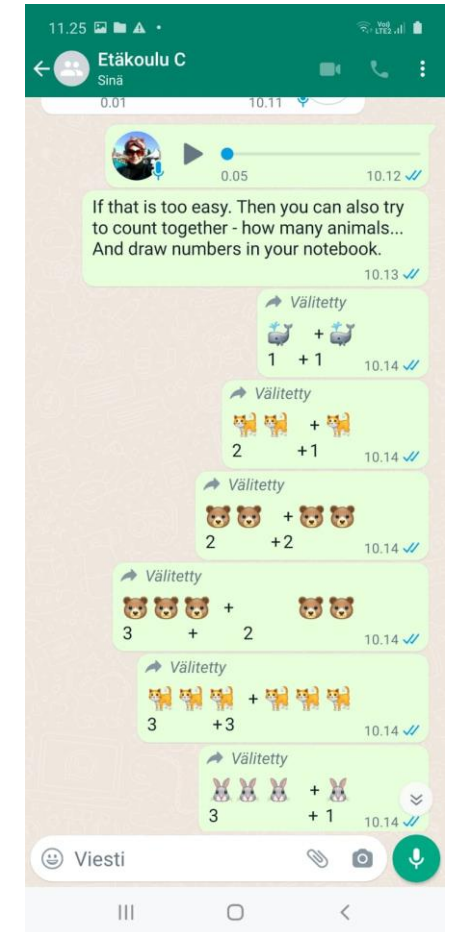 11.25 Vo)) LTE2
Etäkoulu C
Sinä
0.01 10.11
0.05 10.12
If that is too easy. Then you can also try
to count together - how many animals...
And draw numbers in your notebook.
10.13
Välitetty
+
1 + 1 10.14
Välitetty
+
2 +1 10.14
Välitetty
+
2 +2 10.14
Välitetty
+
3 + 2 10.14
Välitetty
+
3 +3 10.14
Välitetty
+
3 + 1 10.14
Viesti